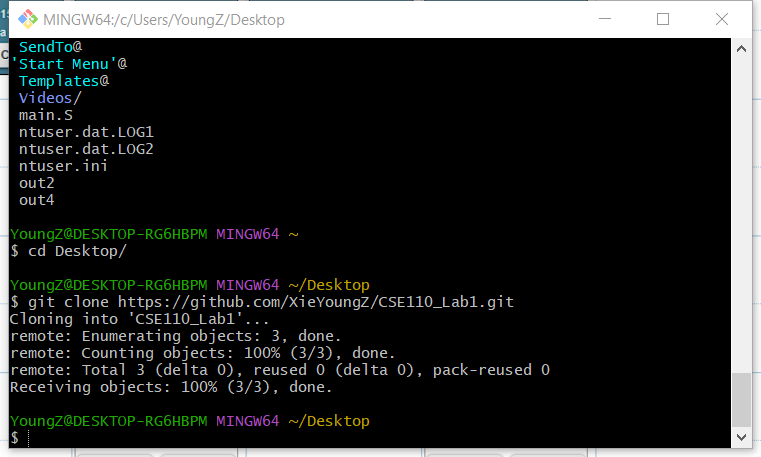 MINGW64:/c/Users/YoungZ/Desktop
SendTo@
'Start Menu'@
Templates@
Videos/
main.S
ntuser.dat.LOG1
ntuser.dat.LOG2
ntuser.ini
out2
out4
YoungZ@DESKTOP-RG6HBPM MINGW64 ~
$ cd Desktop/
YoungZ@DESKTOP-RG6HBPM MINGW64 ~/Desktop
$ git clone https://github.com/XieYoungZ/CSE110_Lab1.git
Cloning into 'CSE110_Lab1'...
remote: Enumerating objects: 3, done.
remote: Counting objects: 100% (3/3), done.
remote: Total 3 (delta 0), reused 0 (delta 0), pack-reused 0
Receiving objects: 100% (3/3), done.
YoungZ@DESKTOP-RG6HBPM MINGW64 ~/Desktop
$